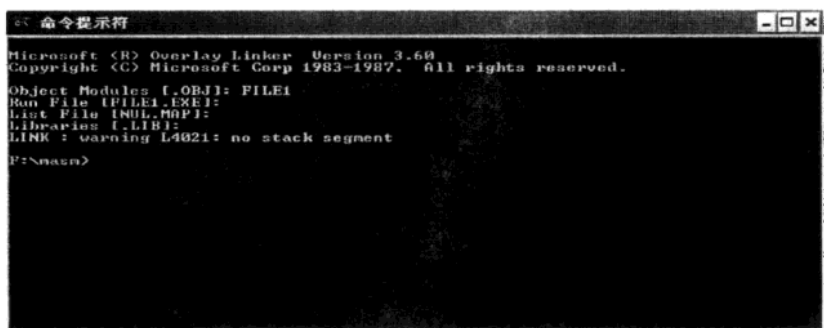 命令提示符
Microsoft (R) Overlay Linker Version 3.60
Copyright (C) Microsoft Corp 1983-1987. All rights reserved.
Object Modules [.OBJ]: FILE1
Run File [FILE1.EXE]:
List File [NUL.MAP]:
Libraries [.LIB]:
LINK : warning L4021: no stack segment
F:\masm>